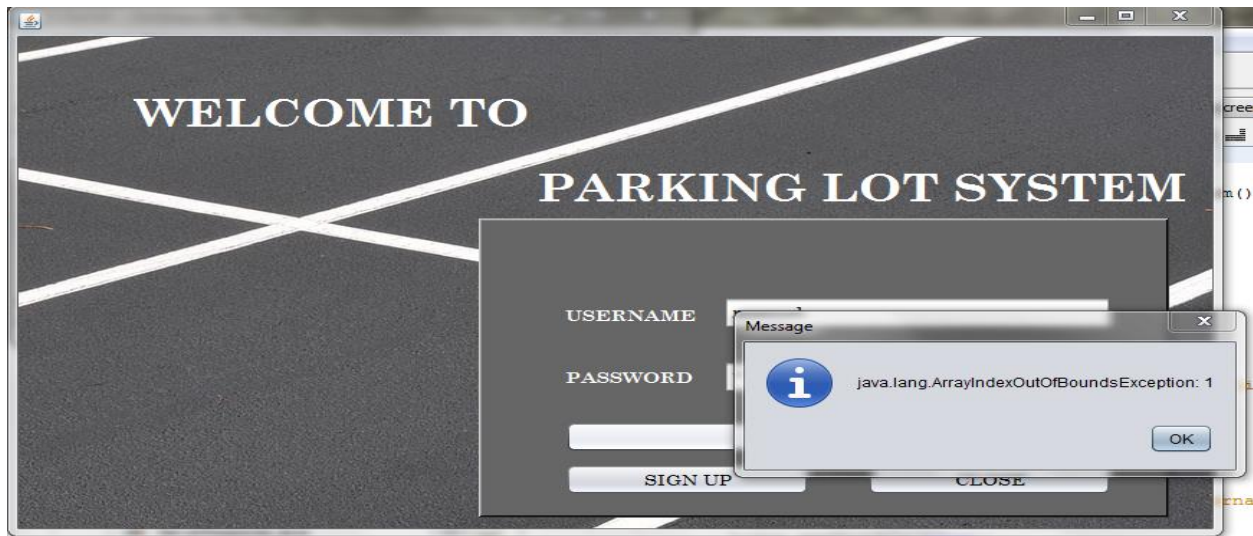 WELCOME TO
PARKING LOT SYSTEM
USERNAME
Message
PASSWORD
java.lang.ArrayIndexOutOfBoundsException: 1
OK
SIGN UP
CLOSE